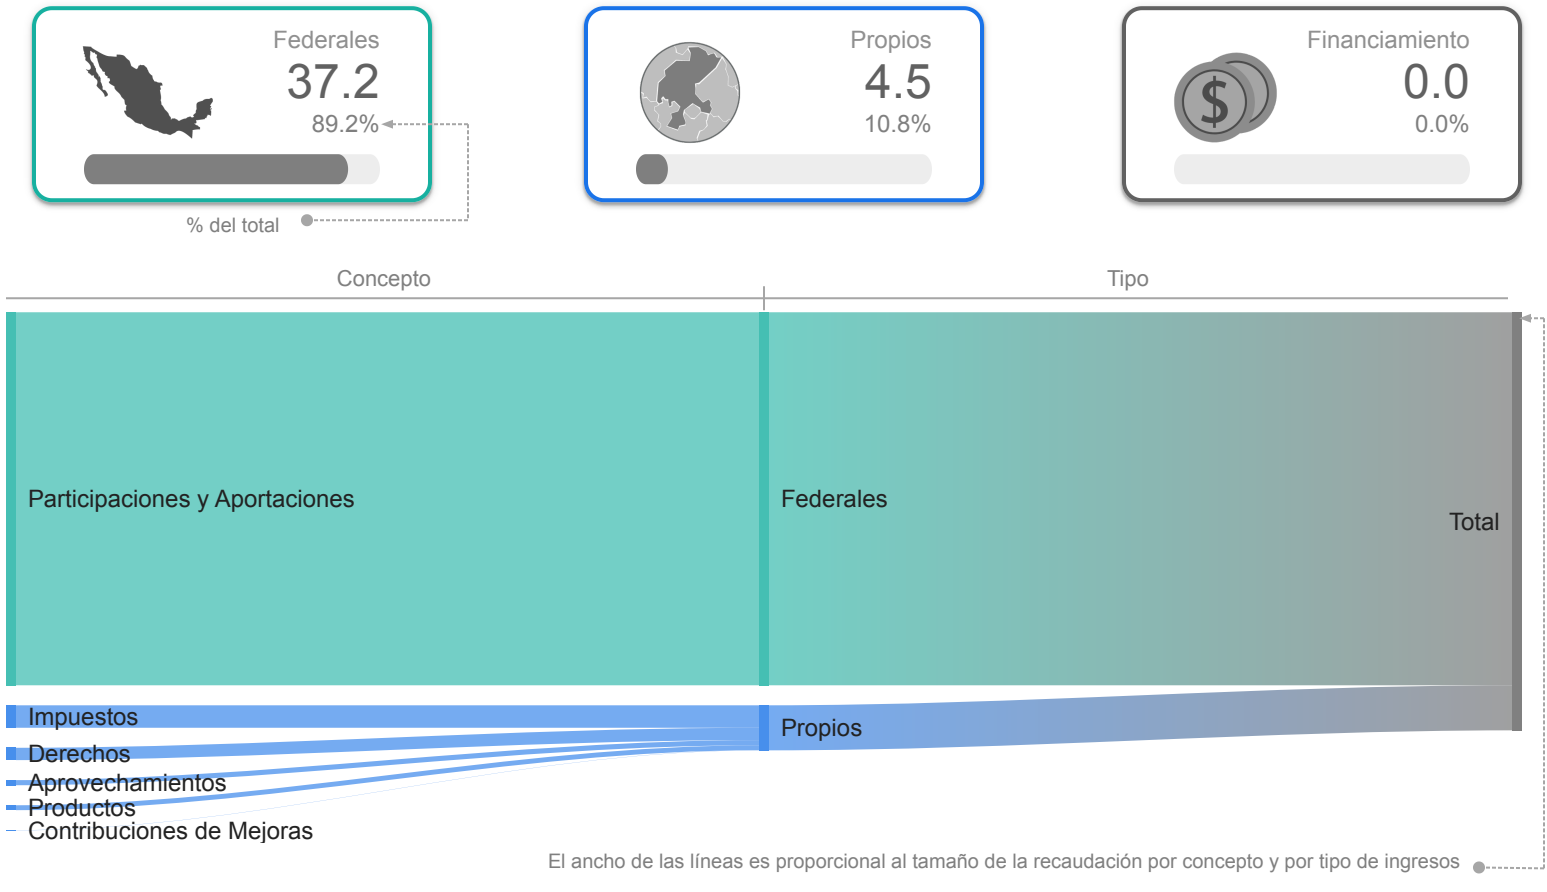 Federales
37.2
89.2%
Propios
4.5
10.8%
Financiamiento
0.0
0.0%
$
% del total
Concepto
Tipo
Participaciones y Aportaciones
Federales
Total
Impuestos
Propios
Derechos
Aprovechamientos
Productos
Contribuciones de Mejoras
El ancho de las líneas es proporcional al tamaño de la recaudación por concepto y por tipo de ingresos